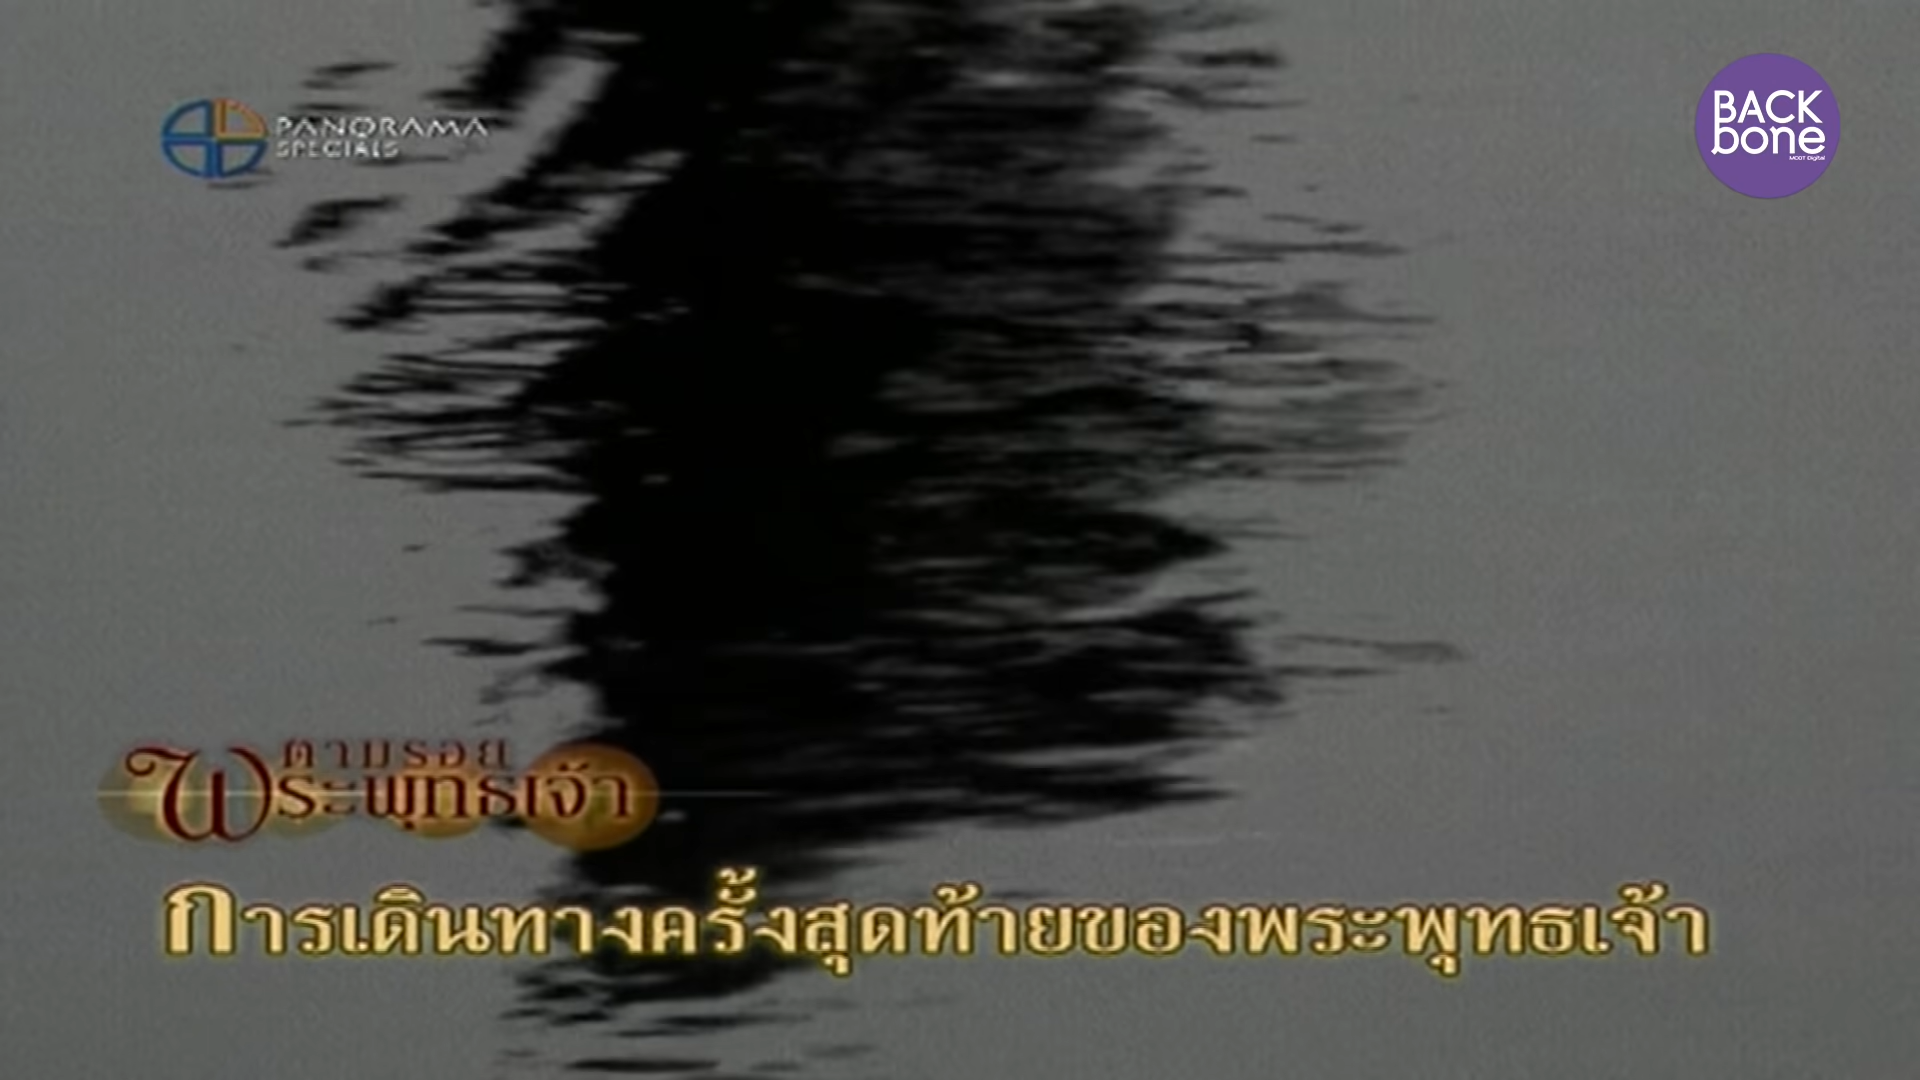 PANORAMA
SPECIALS
BACK
bone
MCOT Digital
ตามรอย
พระพุทธเจ้า
การเดินทางครั้งสุดท้ายของพระพุทธเจ้า